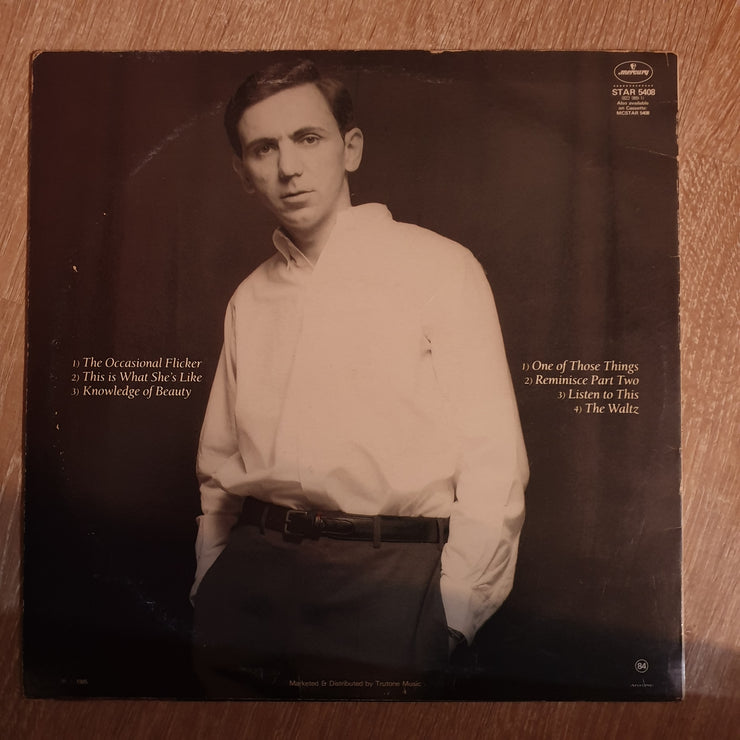 mercury
STAR 5408
Also available
on Cassette:
MCSTAR 5408
1) The Occasional Flicker
2) This is What She's Like
3) Knowledge of Beauty
1) One of Those Things
2) Reminisce Part Two
3) Listen to This
4) The Waltz
84
1985
Marketed & Distributed by Trutone Music